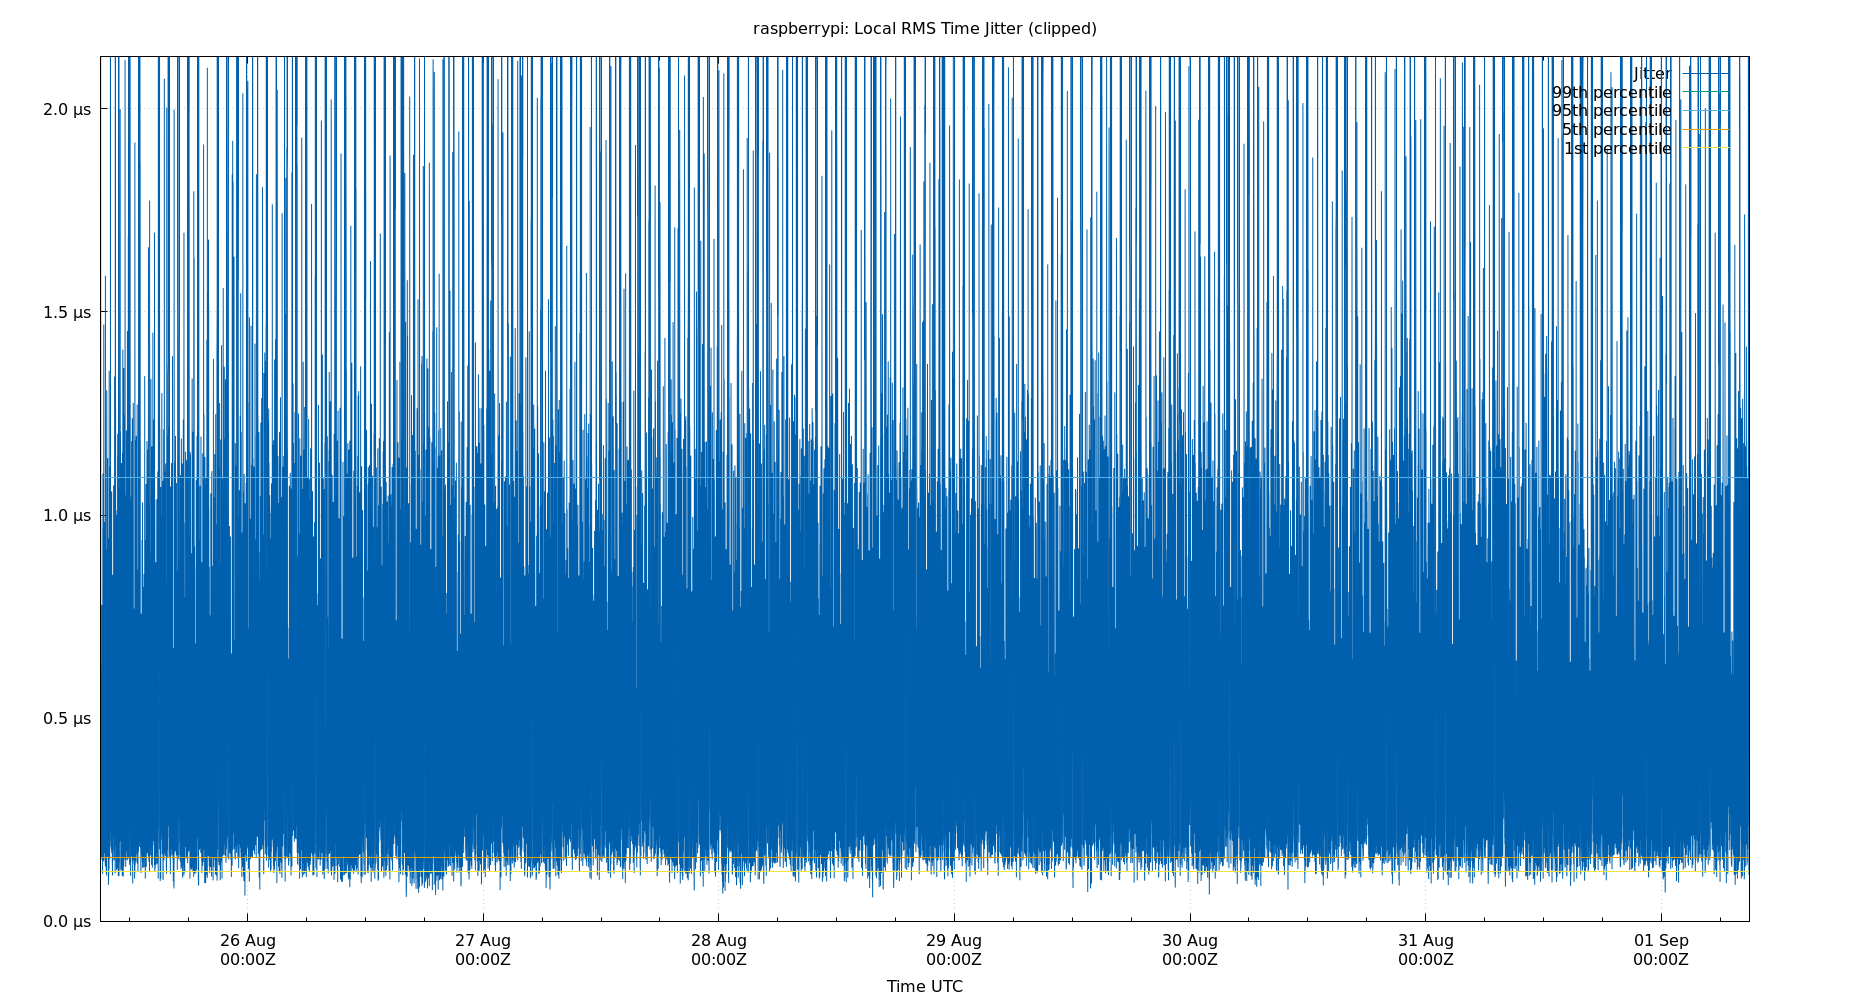 raspberrypi: Local RMS Time Jitter (clipped)
Jitter
99th percentile
95th percentile
5th percentile
1st percentile
2.0 µs
1.5 µs
1.0 µs
0.5 µs
0.0 µs
26 Aug 27 Aug 28 Aug 29 Aug 30 Aug 31 Aug 01 Sep
00:00Z 00:00Z 00:00Z 00:00Z 00:00Z 00:00Z 00:00Z
Time UTC